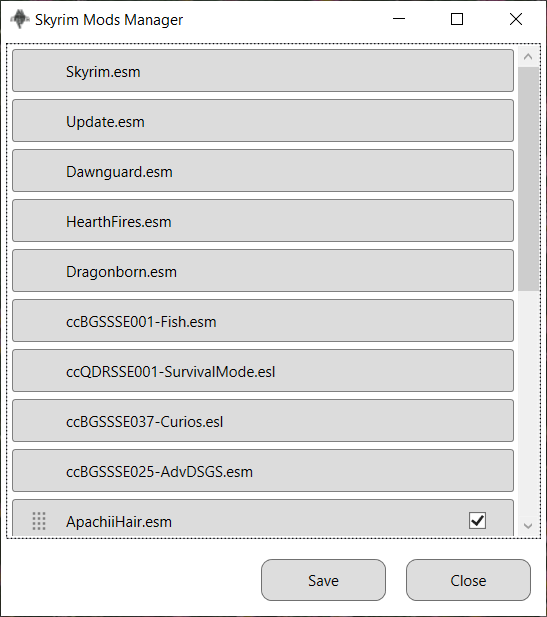 Skyrim Mods Manager
Skyrim.esm
Update.esm
Dawnguard.esm
HearthFires.esm
Dragonborn.esm
ccBGSSSE001-Fish.esm
ccQDRSSE001-SurvivalMode.esl
ccBGSSSE037-Curios.esl
ccBGSSSE025-AdvDSGS.esm
ApachiiHair.esm
Save
Close